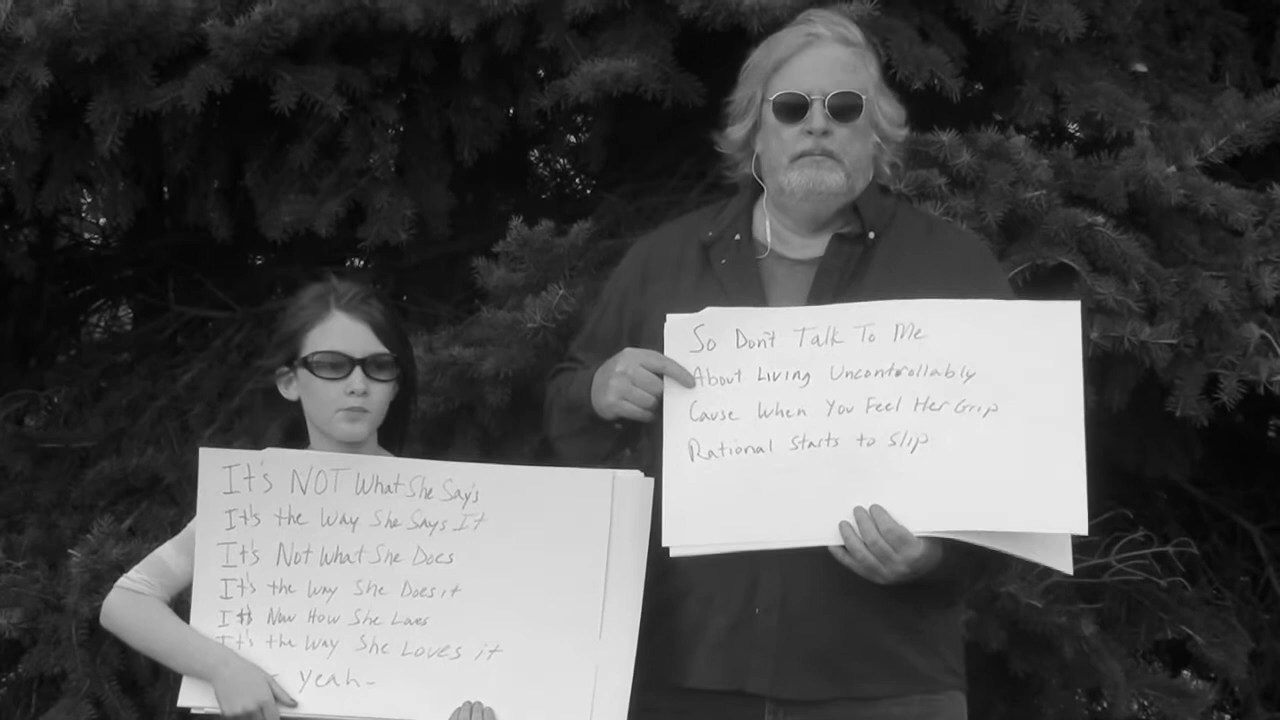 It's NOT What She Say's
It's the Way She Says It
It's Not What She Does
It's the Way She Does it
It's Now How She Loves
It's the Way She Loves it
- Yeah -
So Don't Talk To Me
About Living Uncontrollably
Cause When You Feel Her Grip
Rational Starts to Slip